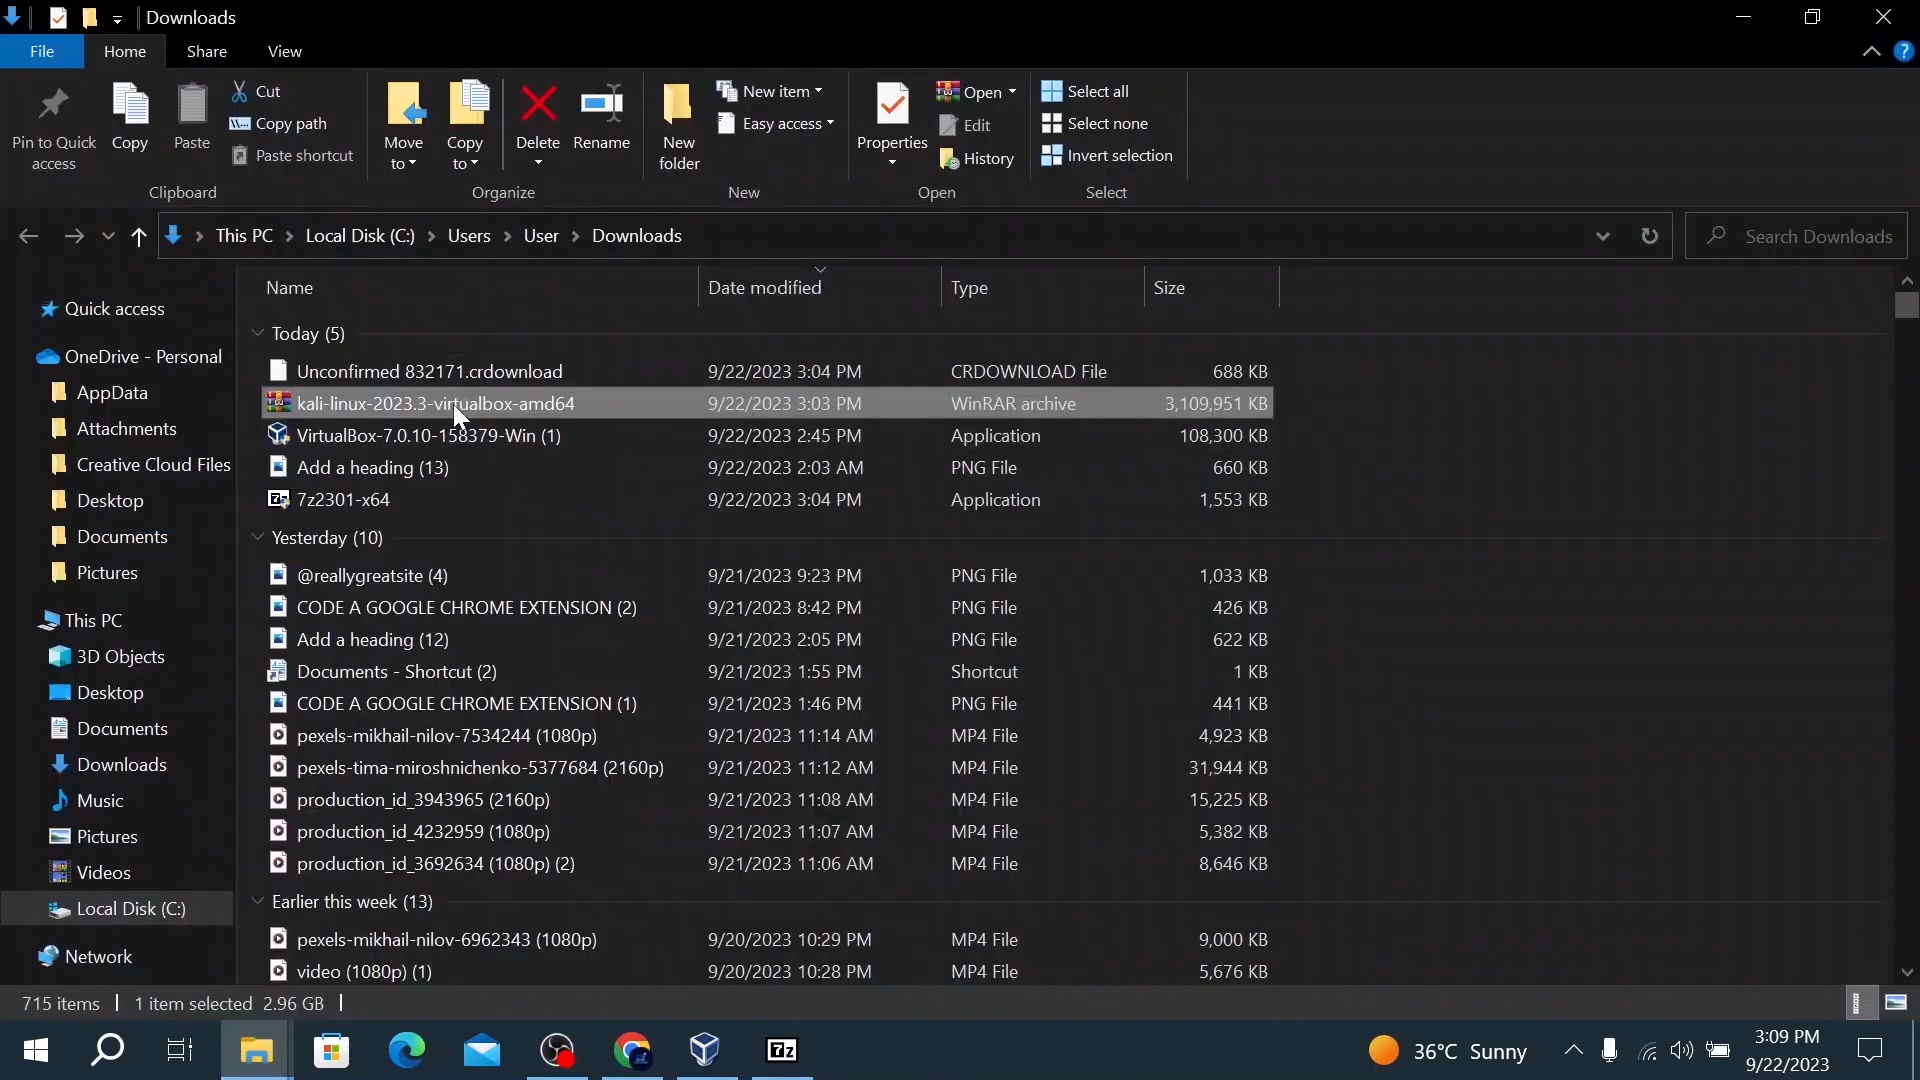 Downloads
File Home Share View
Pin to Quick access
Copy
Paste
Cut
Copy path
Paste shortcut
Clipboard
Move to
Copy to
Delete
Rename
Organize
New folder
New item
Easy access
New
Properties
Open
Edit
History
Open
Select all
Select none
Invert selection
Select
This PC > Local Disk (C:) > Users > User > Downloads
Search Downloads
Quick access
OneDrive - Personal
AppData
Attachments
Creative Cloud Files
Desktop
Documents
Pictures
This PC
3D Objects
Desktop
Documents
Downloads
Music
Pictures
Videos
Local Disk (C:)
Network
Name Date modified Type Size
Today (5)
Unconfirmed 832171.crdownload 9/22/2023 3:04 PM CRDOWNLOAD File 688 KB
kali-linux-2023.3-virtualbox-amd64 9/22/2023 3:03 PM WinRAR archive 3,109,951 KB
VirtualBox-7.0.10-158379-Win (1) 9/22/2023 2:45 PM Application 108,300 KB
Add a heading (13) 9/22/2023 2:03 AM PNG File 660 KB
7z2301-x64 9/22/2023 3:04 PM Application 1,553 KB
Yesterday (10)
@reallygreatsite (4) 9/21/2023 9:23 PM PNG File 1,033 KB
CODE A GOOGLE CHROME EXTENSION (2) 9/21/2023 8:42 PM PNG File 426 KB
Add a heading (12) 9/21/2023 2:05 PM PNG File 622 KB
Documents - Shortcut (2) 9/21/2023 1:55 PM Shortcut 1 KB
CODE A GOOGLE CHROME EXTENSION (1) 9/21/2023 1:46 PM PNG File 441 KB
pexels-mikhail-nilov-7534244 (1080p) 9/21/2023 11:14 AM MP4 File 4,923 KB
pexels-tima-miroshnichenko-5377684 (2160p) 9/21/2023 11:12 AM MP4 File 31,944 KB
production_id_3943965 (2160p) 9/21/2023 11:08 AM MP4 File 15,225 KB
production_id_4232959 (1080p) 9/21/2023 11:07 AM MP4 File 5,382 KB
production_id_3692634 (1080p) (2) 9/21/2023 11:06 AM MP4 File 8,646 KB
Earlier this week (13)
pexels-mikhail-nilov-6962343 (1080p) 9/20/2023 10:29 PM MP4 File 9,000 KB
video (1080p) (1) 9/20/2023 10:28 PM MP4 File 5,676 KB
715 items 1 item selected 2.96 GB
7z
36°C Sunny
3:09 PM
9/22/2023